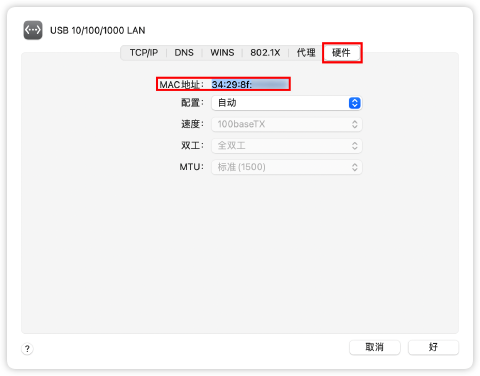 USB 10/100/1000 LAN
TCP/IP DNS WINS 802.1X 代理 硬件
MAC地址: 34:29:8f:
配置: 自动
速度: 100baseTX
双工: 全双工
MTU: 标准 (1500)
? 取消 好